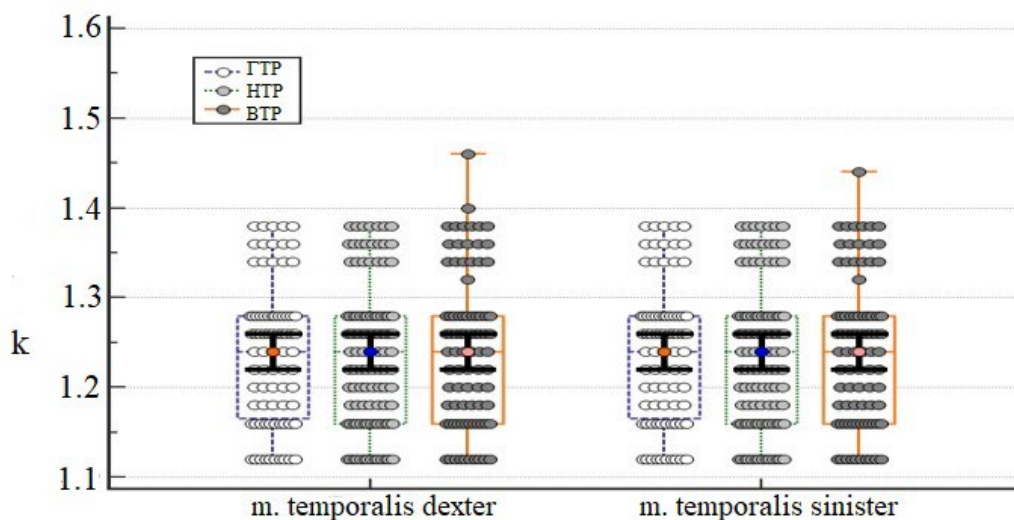 1.6
ГТР
НТР
ВТР
1.5
1.4
1.3
k
1.2
1.1
m. temporalis dexter
m. temporalis sinister